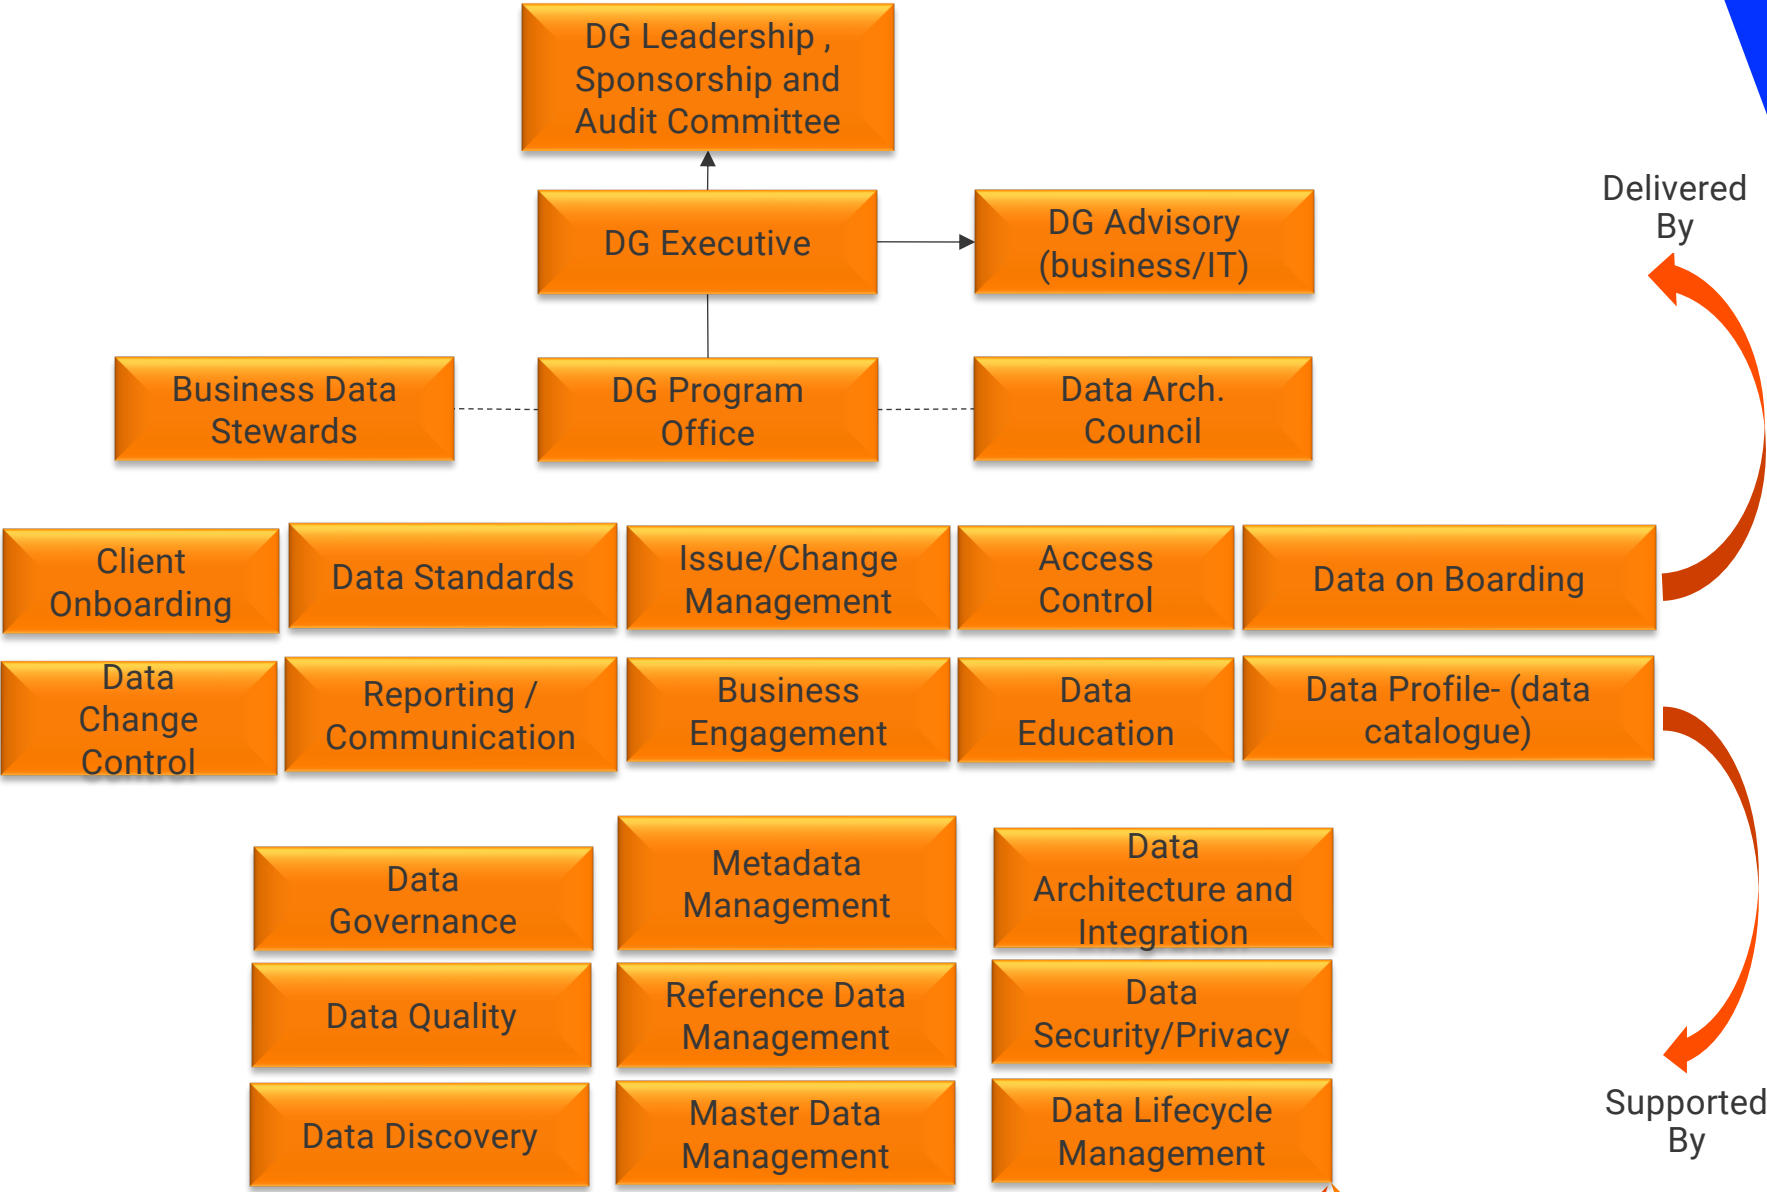 DG Leadership ,
Sponsorship and
Audit Committee
Delivered
By
DG Executive
DG Advisory
(business/IT)
Business Data
Stewards
DG Program
Office
Data Arch.
Council
Client
Onboarding
Data Standards
Issue/Change
Management
Access
Control
Data on Boarding
Data
Change
Control
Reporting /
Communication
Business
Engagement
Data
Education
Data Profile- (data
catalogue)
Data
Governance
Metadata
Management
Data
Architecture and
Integration
Data Quality
Reference Data
Management
Data
Security/Privacy
Data Discovery
Master Data
Management
Data Lifecycle
Management
Supported
By